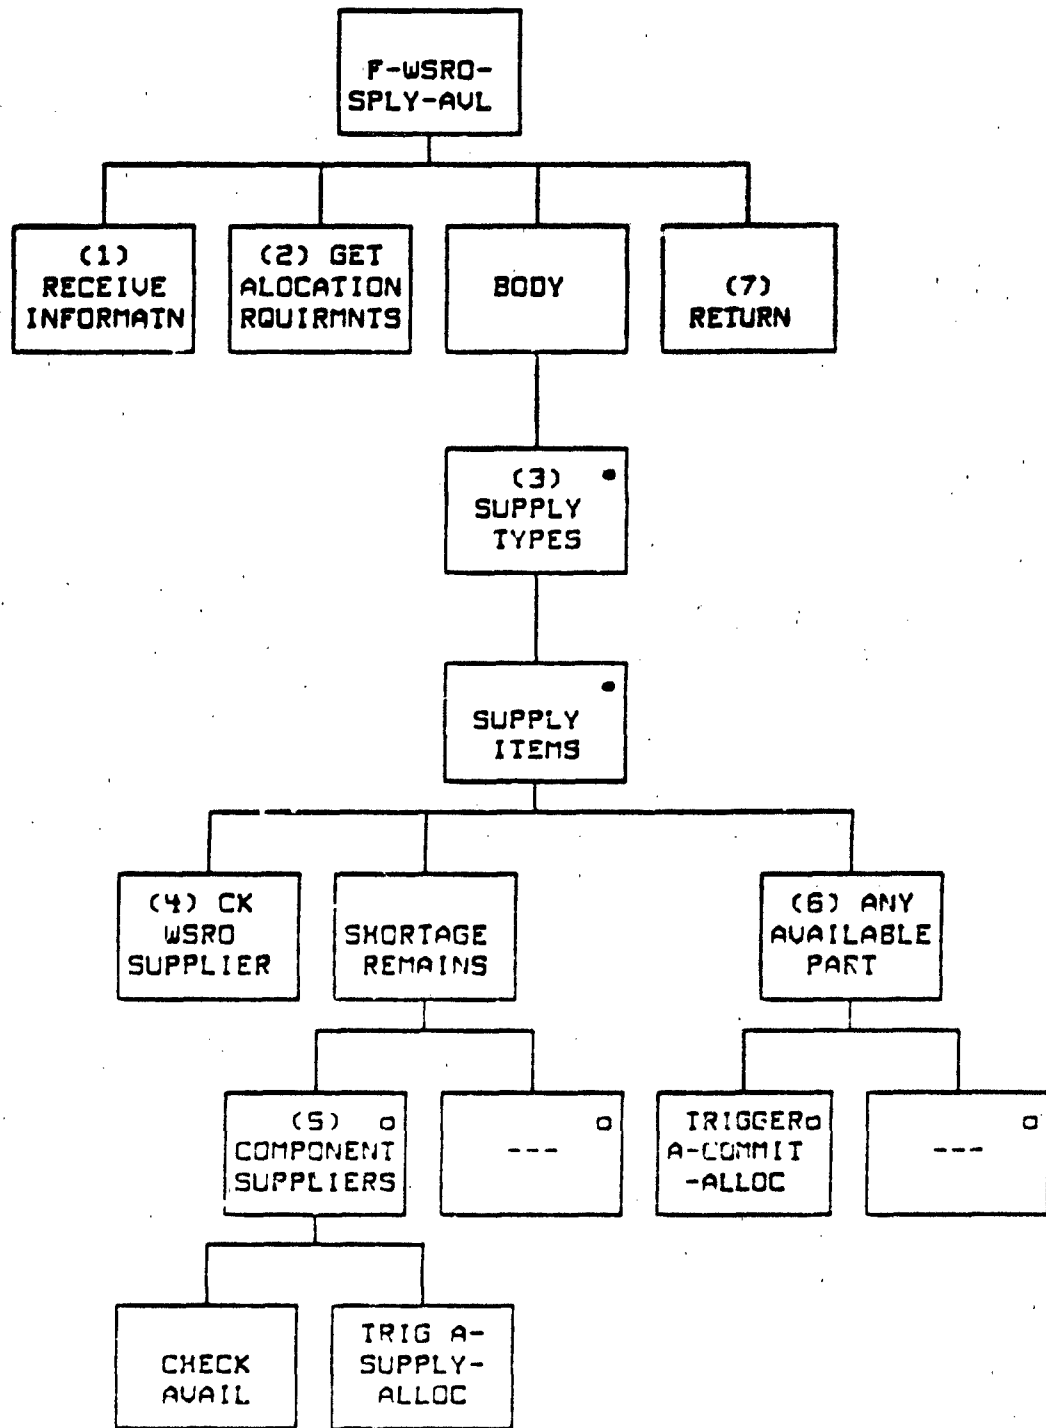 F-WSRO-
SPLY-AVL
(1)
RECEIVE
INFORMATN
(2) GET
ALOCATION
RQUIRMNTS
BODY
(7)
RETURN
(3)
SUPPLY
TYPES
SUPPLY
ITEMS
(4) CK
WSRO
SUPPLIER
SHORTAGE
REMAINS
(6) ANY
AVAILABLE
PART
(5)
COMPONENT
SUPPLIERS
---
TRIGGER
A-COMMIT
-ALLOC
---
CHECK
AVAIL
TRIG A-
SUPPLY-
ALLOC